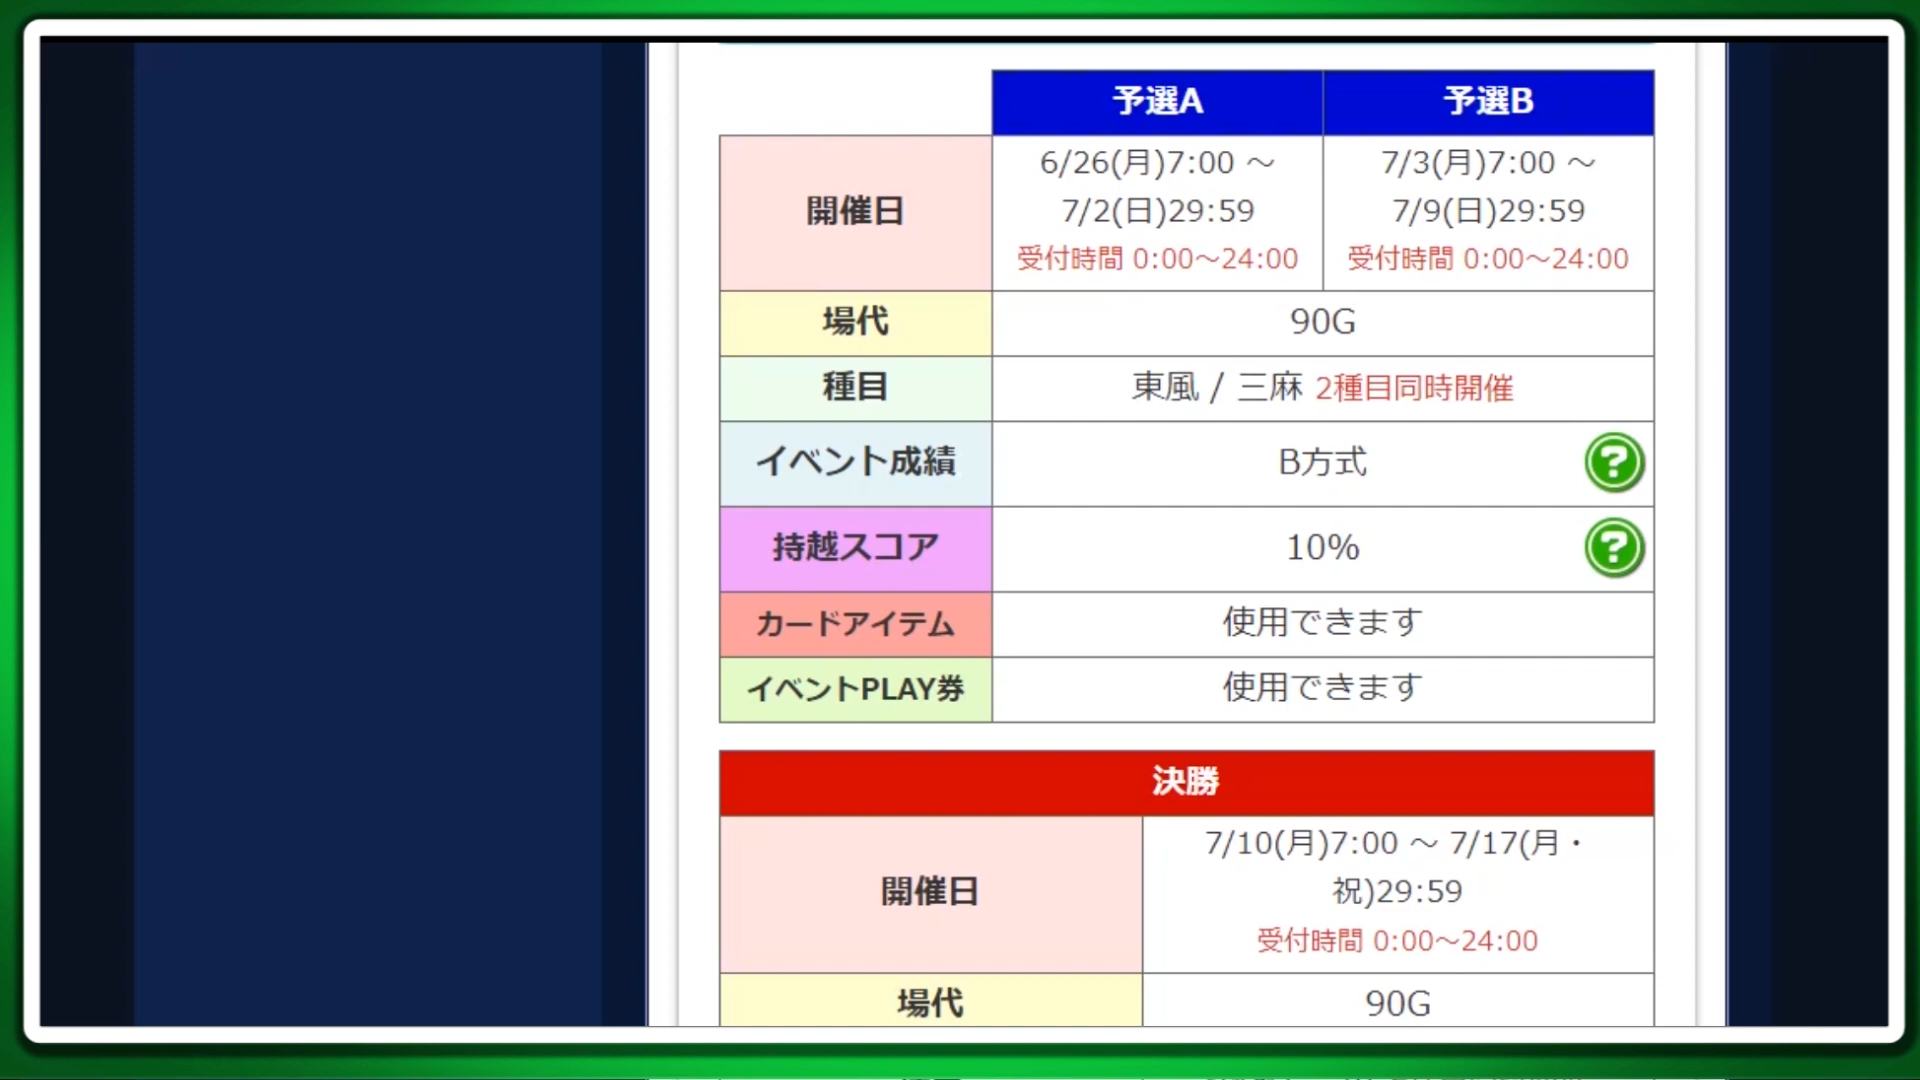 予選A 予選B
開催日
6/26(月)7:00 ～
7/2(日)29:59
受付時間 0:00～24:00
7/3(月)7:00 ～
7/9(日)29:59
受付時間 0:00～24:00
場代 90G
種目 東風 / 三麻 2種目同時開催
イベント成績 B方式 ?
持越スコア 10% ?
カードアイテム 使用できます
イベントPLAY券 使用できます
決勝
開催日
7/10(月)7:00 ～ 7/17(月・
祝)29:59
受付時間 0:00～24:00
場代 90G